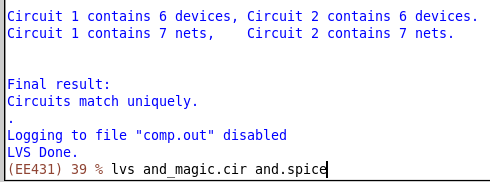 Circuit 1 contains 6 devices, Circuit 2 contains 6 devices.
Circuit 1 contains 7 nets,    Circuit 2 contains 7 nets.
Final result:
Circuits match uniquely.
.
Logging to file "comp.out" disabled
LVS Done.
(EE431) 39 % lvs and_magic.cir and.spice